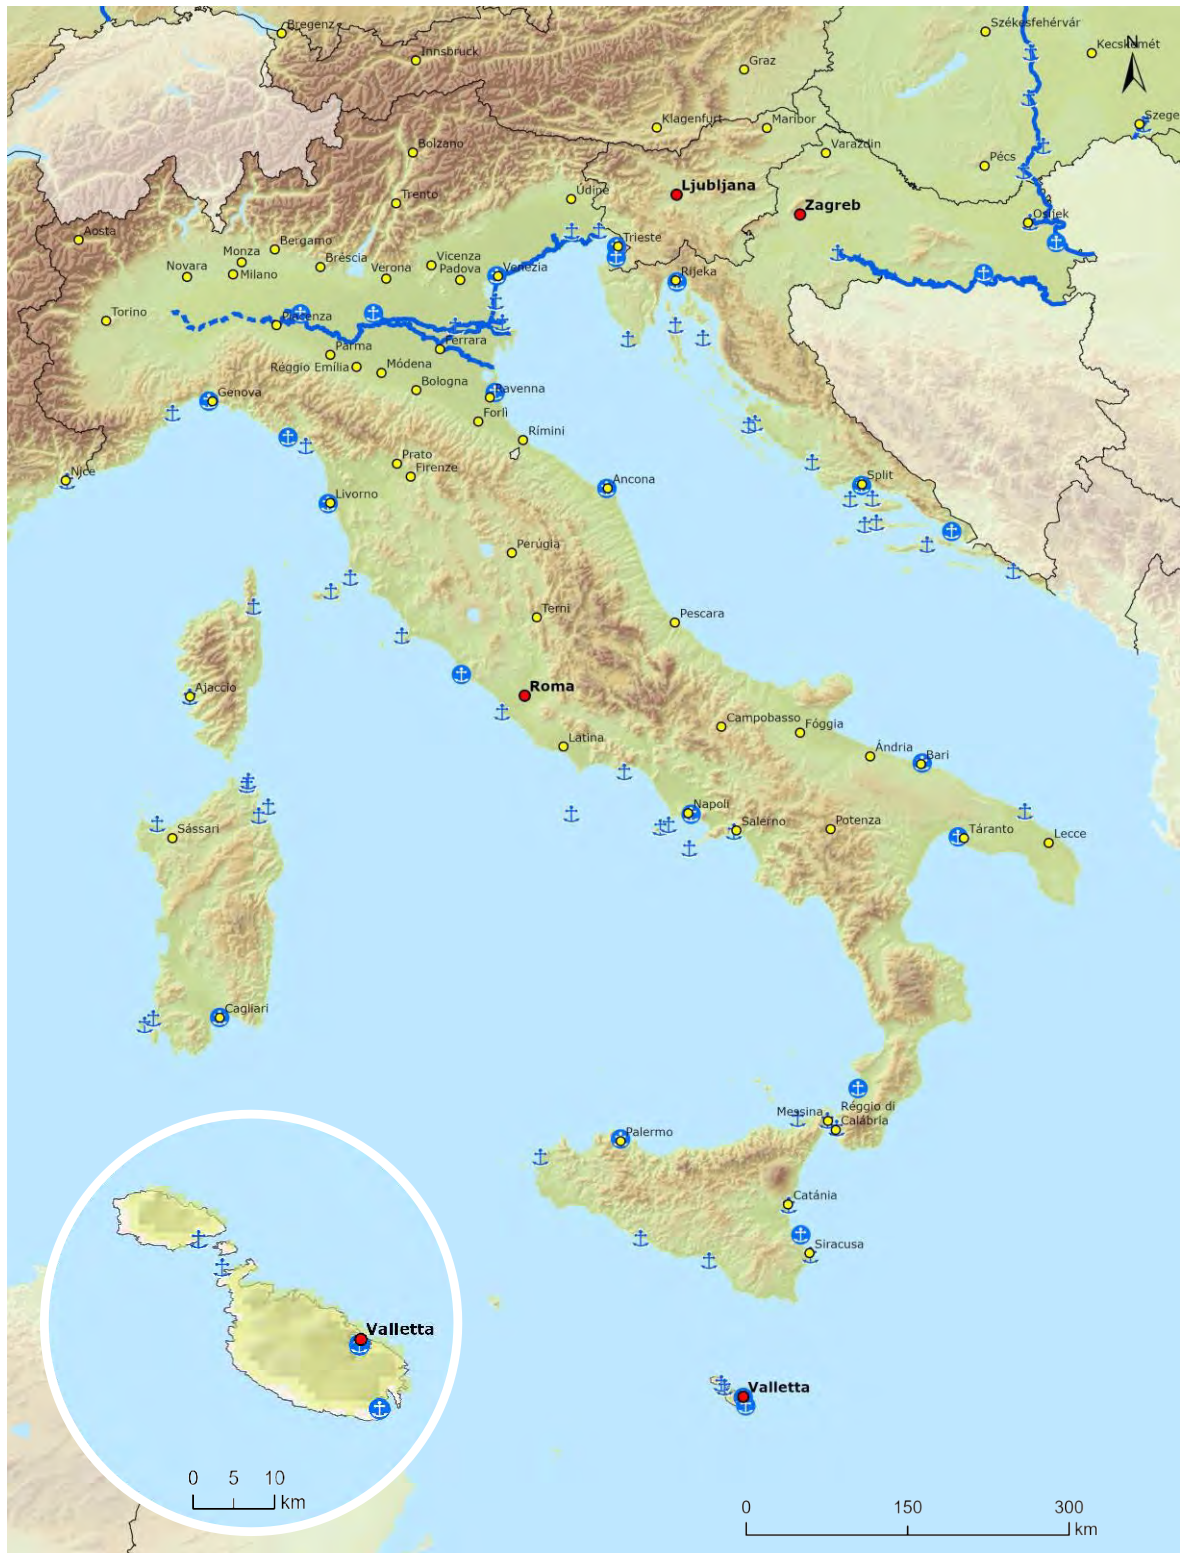 Bregenz
Székesfehérvár
N
Kecskemét
Innsbruck
Graz
Klagenfurt
Maribor
Szege
Varazdin
Bolzano
Pécs
Ljubljana
Trento
Udine
Zagreb
Osijek
Aosta
Trieste
Bergamo
Monza
Vicenza
Bréscia
Novara
Milano
Verona
Padova
Venezia
Rijeka
Torino
Piacenza
Parma
Ferrara
Réggio Emília
Módena
Bologna
Ravenna
Genova
Forlì
Rímini
Prato
Firenze
Nice
Split
Ancona
Livorno
Perúgia
Terni
Pescara
Ajaccio
Roma
Campobasso
Fóggia
Latina
Ándria
Bari
Napoli
Sássari
Salerno
Potenza
Táranto
Lecce
Cagliari
Messina
Réggio di
Calábria
Palermo
Catánia
Siracusa
Valletta
Valletta
0 5 10
km
0 150 300
km